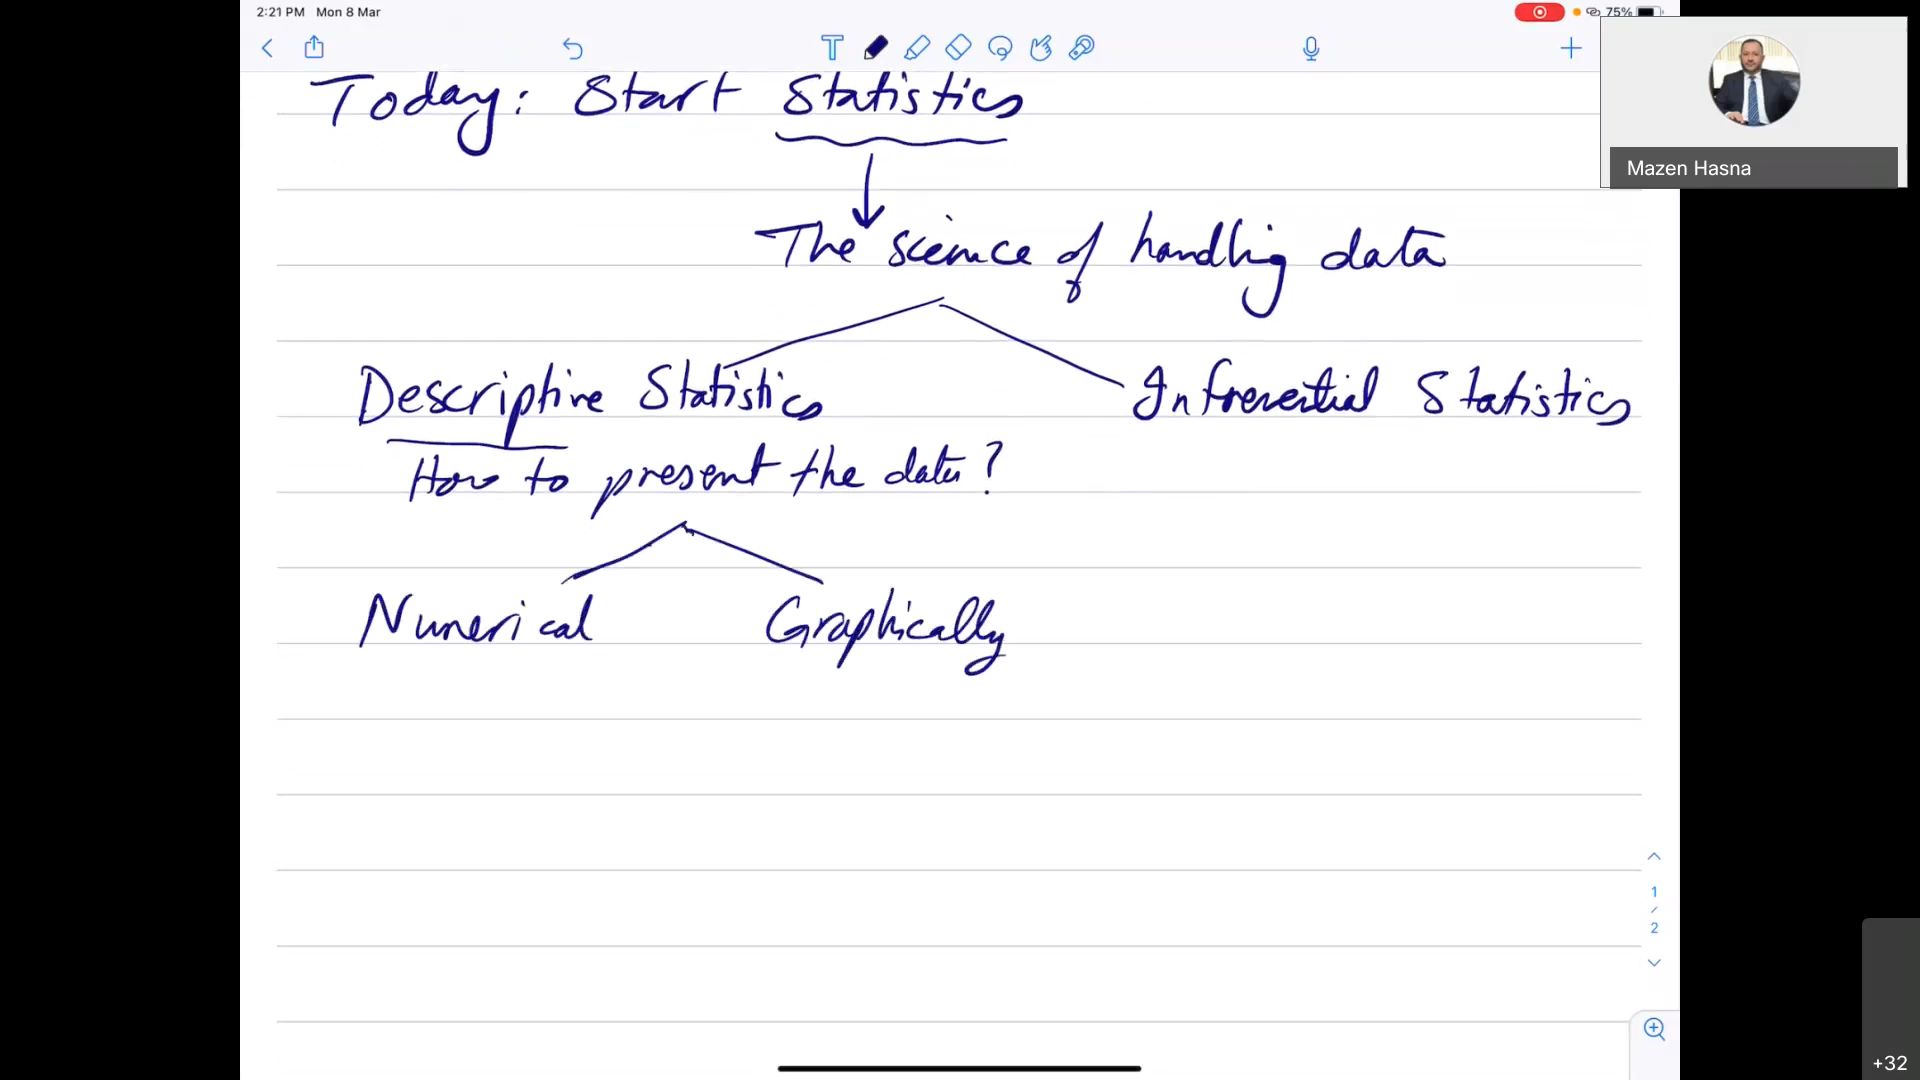 2:21 PM Mon 8 Mar
75%
Today: Start Statistics
Mazen Hasna
The science of handling data
Descriptive Statistics
Infrerential Statistics
How to present the data?
Numerical
Graphically
1
/
2
+32